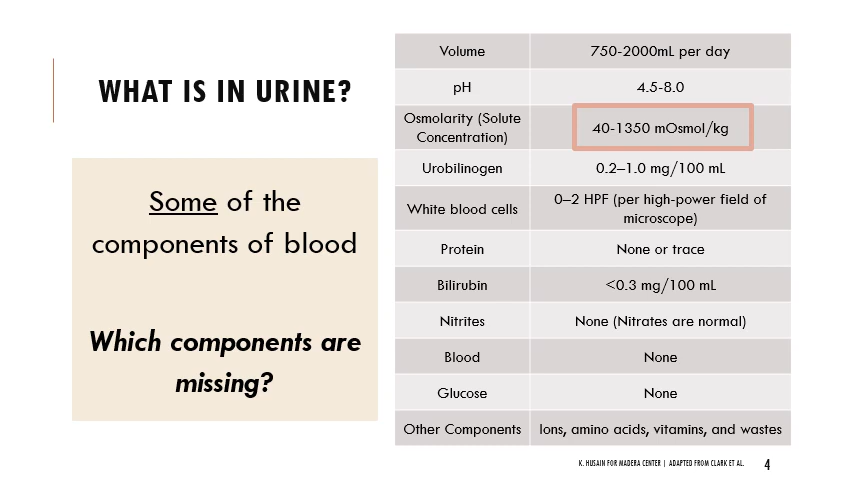 WHAT IS IN URINE?
Some of the
components of blood
Which components are
missing?
Volume 750-2000mL per day
pH 4.5-8.0
Osmolarity (Solute
Concentration) 40-1350 mOsmol/kg
Urobilinogen 0.2–1.0 mg/100 mL
White blood cells 0–2 HPF (per high-power field of
microscope)
Protein None or trace
Bilirubin <0.3 mg/100 mL
Nitrites None (Nitrates are normal)
Blood None
Glucose None
Other Components Ions, amino acids, vitamins, and wastes
K. HUSAIN FOR MADERA CENTER | ADAPTED FROM CLARK ET AL. 4